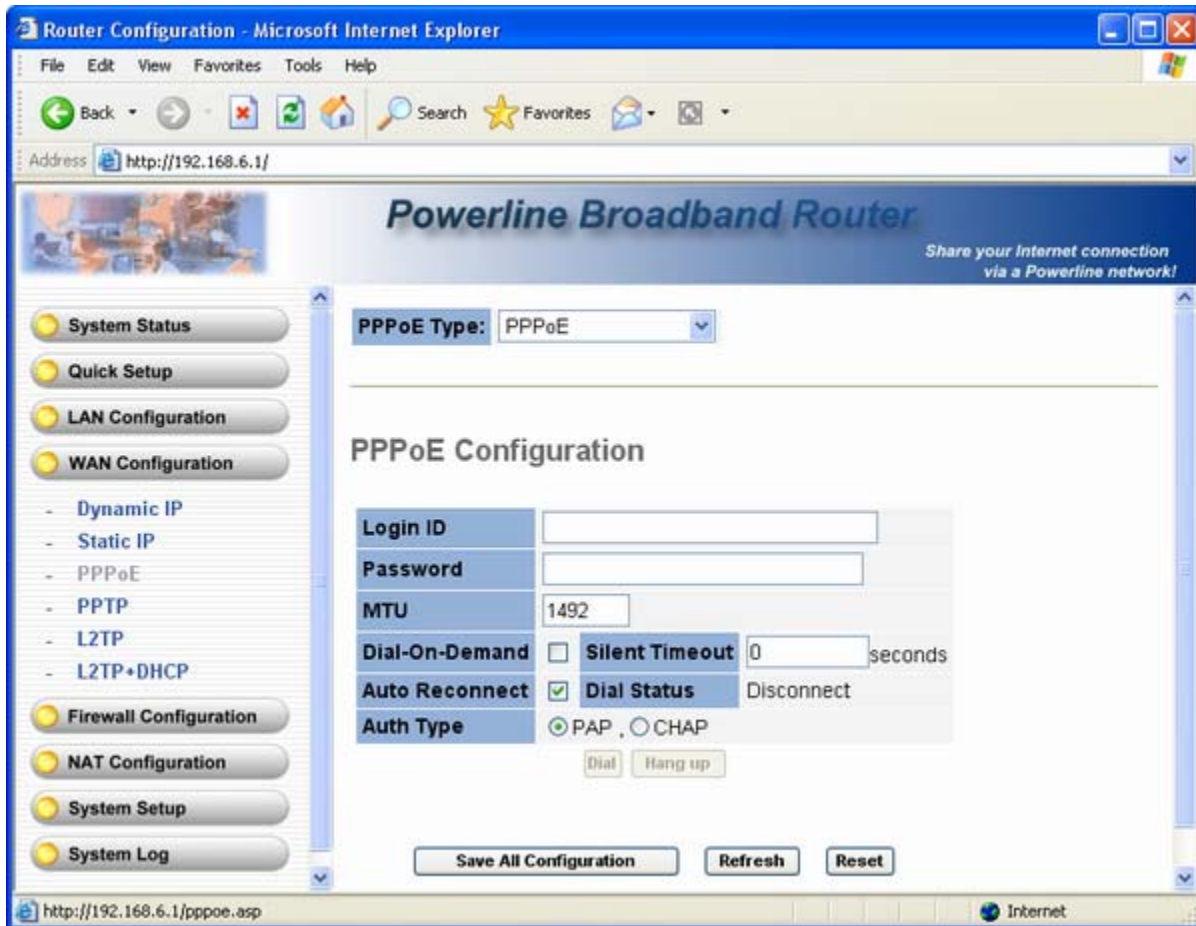 Router Configuration - Microsoft Internet Explorer
File Edit View Favorites Tools Help
Back Search Favorites
Address http://192.168.6.1/
Powerline Broadband Router
Share your Internet connection
via a Powerline network!
System Status
Quick Setup
LAN Configuration
WAN Configuration
- Dynamic IP
- Static IP
- PPPoE
- PPTP
- L2TP
- L2TP+DHCP
Firewall Configuration
NAT Configuration
System Setup
System Log
PPPoE Type: PPPoE
PPPoE Configuration
Login ID
Password
MTU 1492
Dial-On-Demand Silent Timeout 0 seconds
Auto Reconnect Dial Status Disconnect
Auth Type PAP , CHAP
Dial Hang up
Save All Configuration Refresh Reset
http://192.168.6.1/pppoe.asp Internet